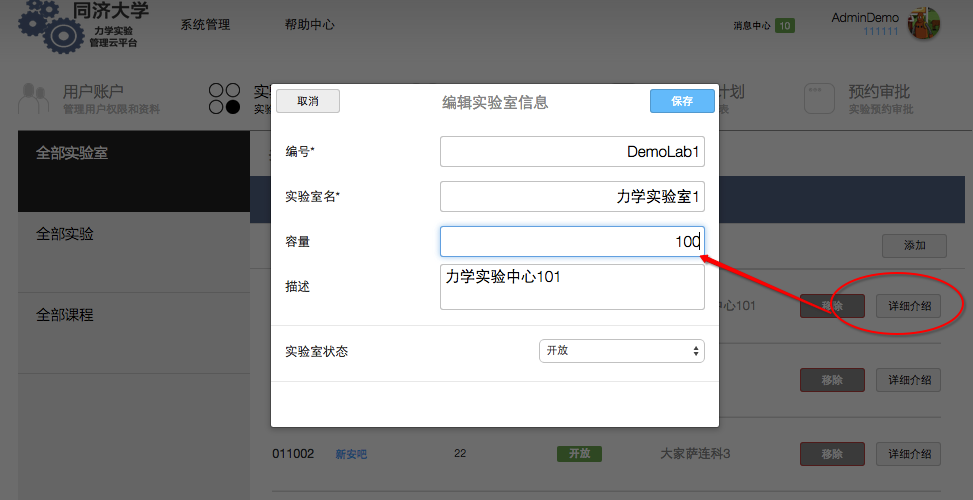 同济大学
力学实验
管理云平台
系统管理
帮助中心
消息中心 10
AdminDemo
111111
用户账户
管理用户权限和资料
预约审批
实验预约审批
取消
编辑实验室信息
保存
编号*
DemoLab1
实验室名*
力学实验室1
容量
100
描述
力学实验中心101
实验室状态
开放
全部实验室
全部实验
全部课程
添加
中心101
移除
详细介绍
移除
详细介绍
011002 新安吧 22 开放 大家萨连科3 移除 详细介绍